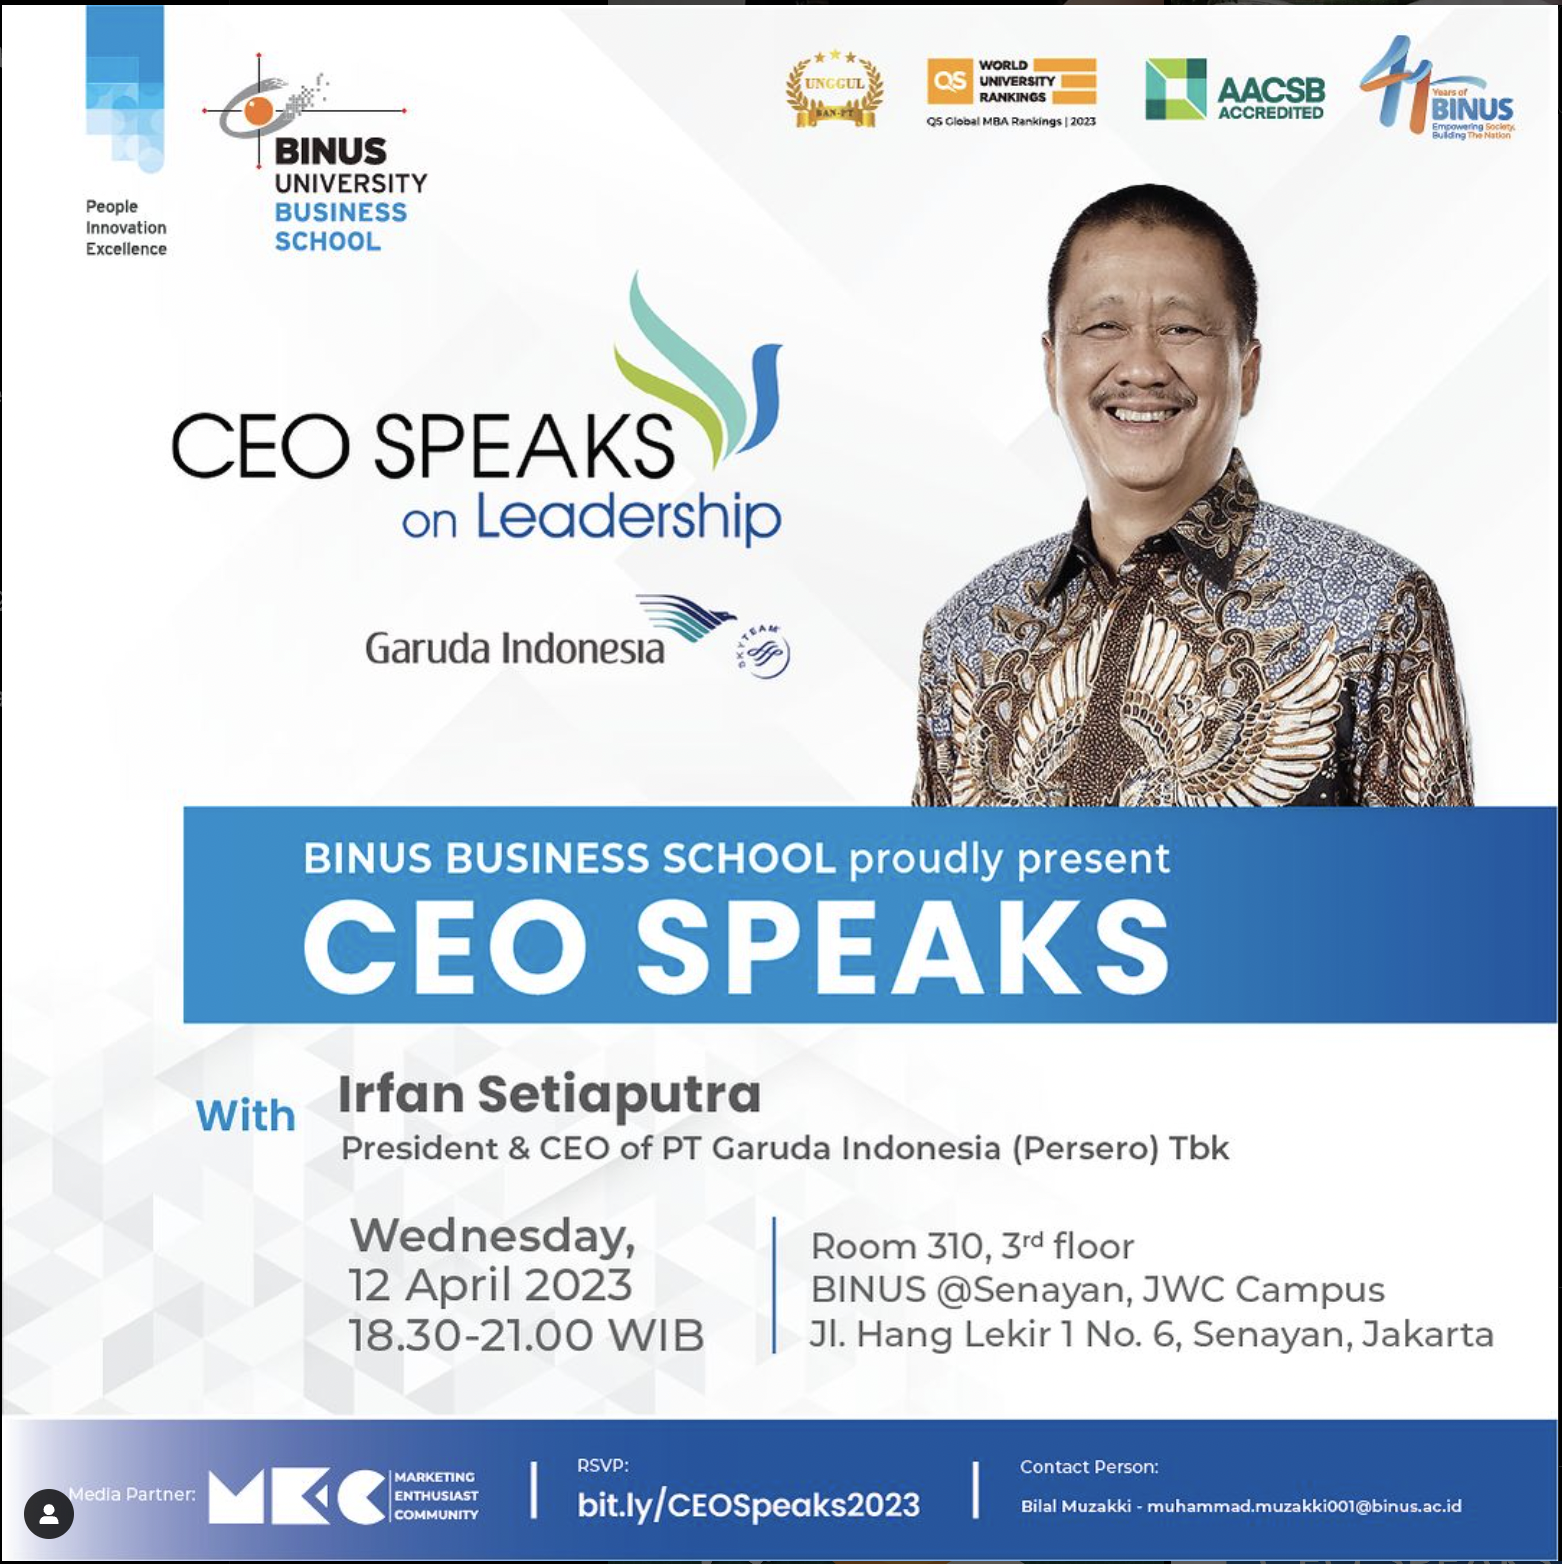 People
Innovation
Excellence
BINUS
UNIVERSITY
BUSINESS
SCHOOL
UNGGUL
BAN-PT
QS
WORLD
UNIVERSITY
RANKINGS
QS Global MBA Rankings | 2023
AACSB
ACCREDITED
41
Years of
BINUS
Empowering Society,
Building The Nation
CEO SPEAKS
on Leadership
Garuda Indonesia
SKYTEAM
BINUS BUSINESS SCHOOL proudly present
CEO SPEAKS
With
Irfan Setiaputra
President & CEO of PT Garuda Indonesia (Persero) Tbk
Wednesday,
12 April 2023
18.30-21.00 WIB
Room 310, 3rd floor
BINUS @Senayan, JWC Campus
Jl. Hang Lekir 1 No. 6, Senayan, Jakarta
Media Partner:
MEC
MARKETING
ENTHUSIAST
COMMUNITY
RSVP:
bit.ly/CEOSpeaks2023
Contact Person:
Bilal Muzakki - muhammad.muzakki001@binus.ac.id